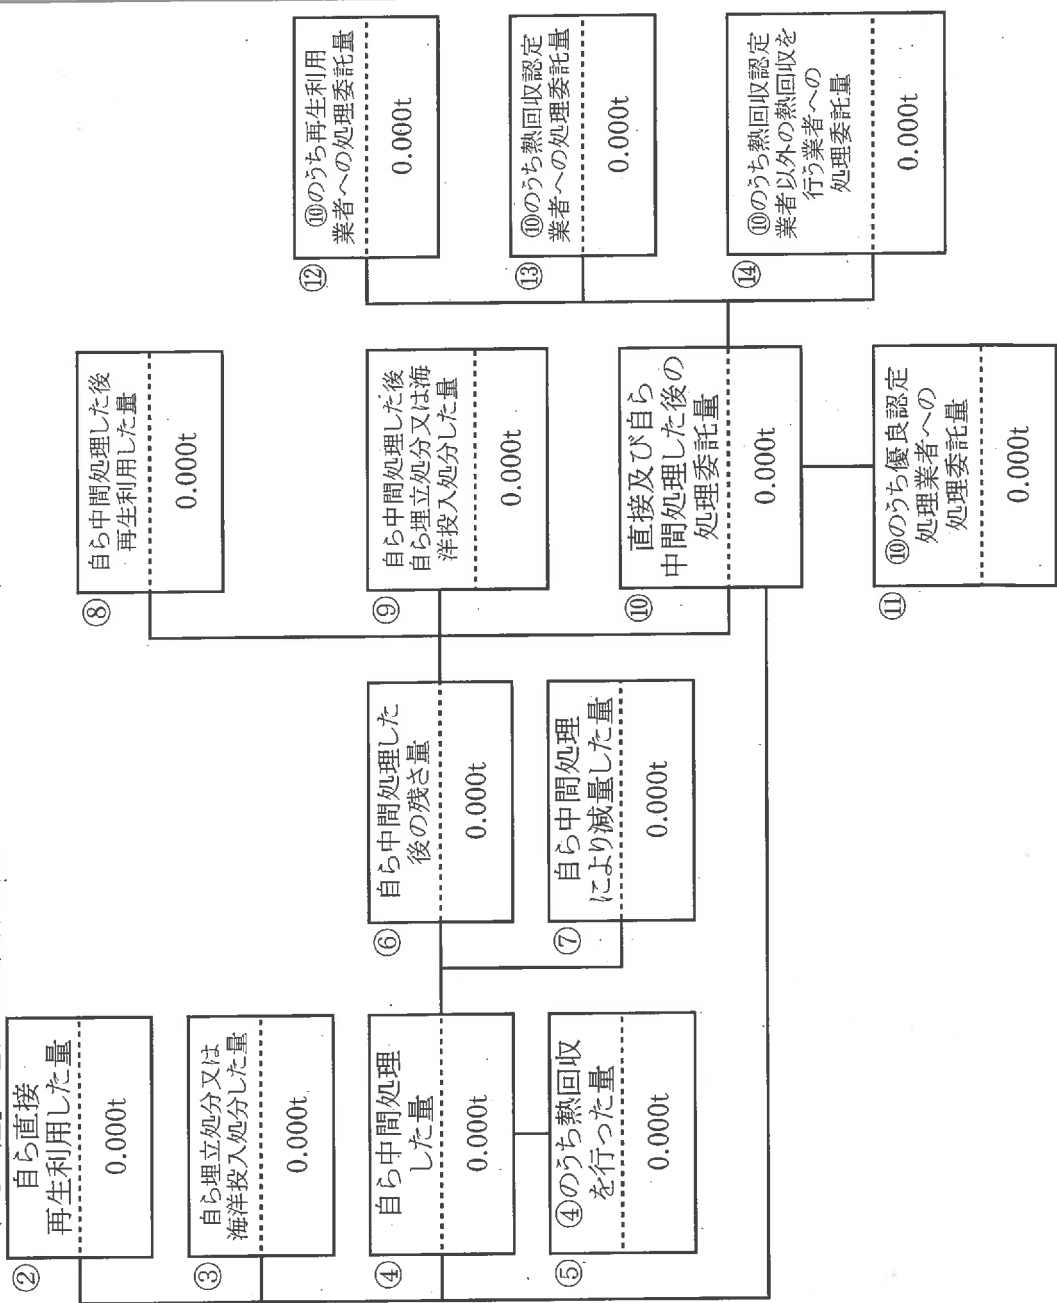 ②
自ら直接
再生利用した量
0.000t
③
自ら埋立処分又は
海洋投入処分した量
0.000t
④
自ら中間処理
した量
0.000t
⑤
④のうち熱回収
を行った量
0.000t
⑥
自ら中間処理した
後の残さ量
0.000t
⑦
自ら中間処理
により減量した量
0.000t
⑧
自ら中間処理した後
再生利用した量
0.000t
⑨
自ら中間処理した後
自ら埋立処分又は海
洋投入処分した量
0.000t
⑩
直接及び自ら
中間処理した後の
処理委託量
0.000t
⑪
⑩のうち優良認定
処理業者への
処理委託量
0.000t
⑫
⑩のうち再生利用
業者への処理委託量
0.000t
⑬
⑩のうち熱回収認定
業者への処理委託量
0.000t
⑭
⑩のうち熱回収認定
業者以外の熱回収を
行う業者への
処理委託量
0.000t